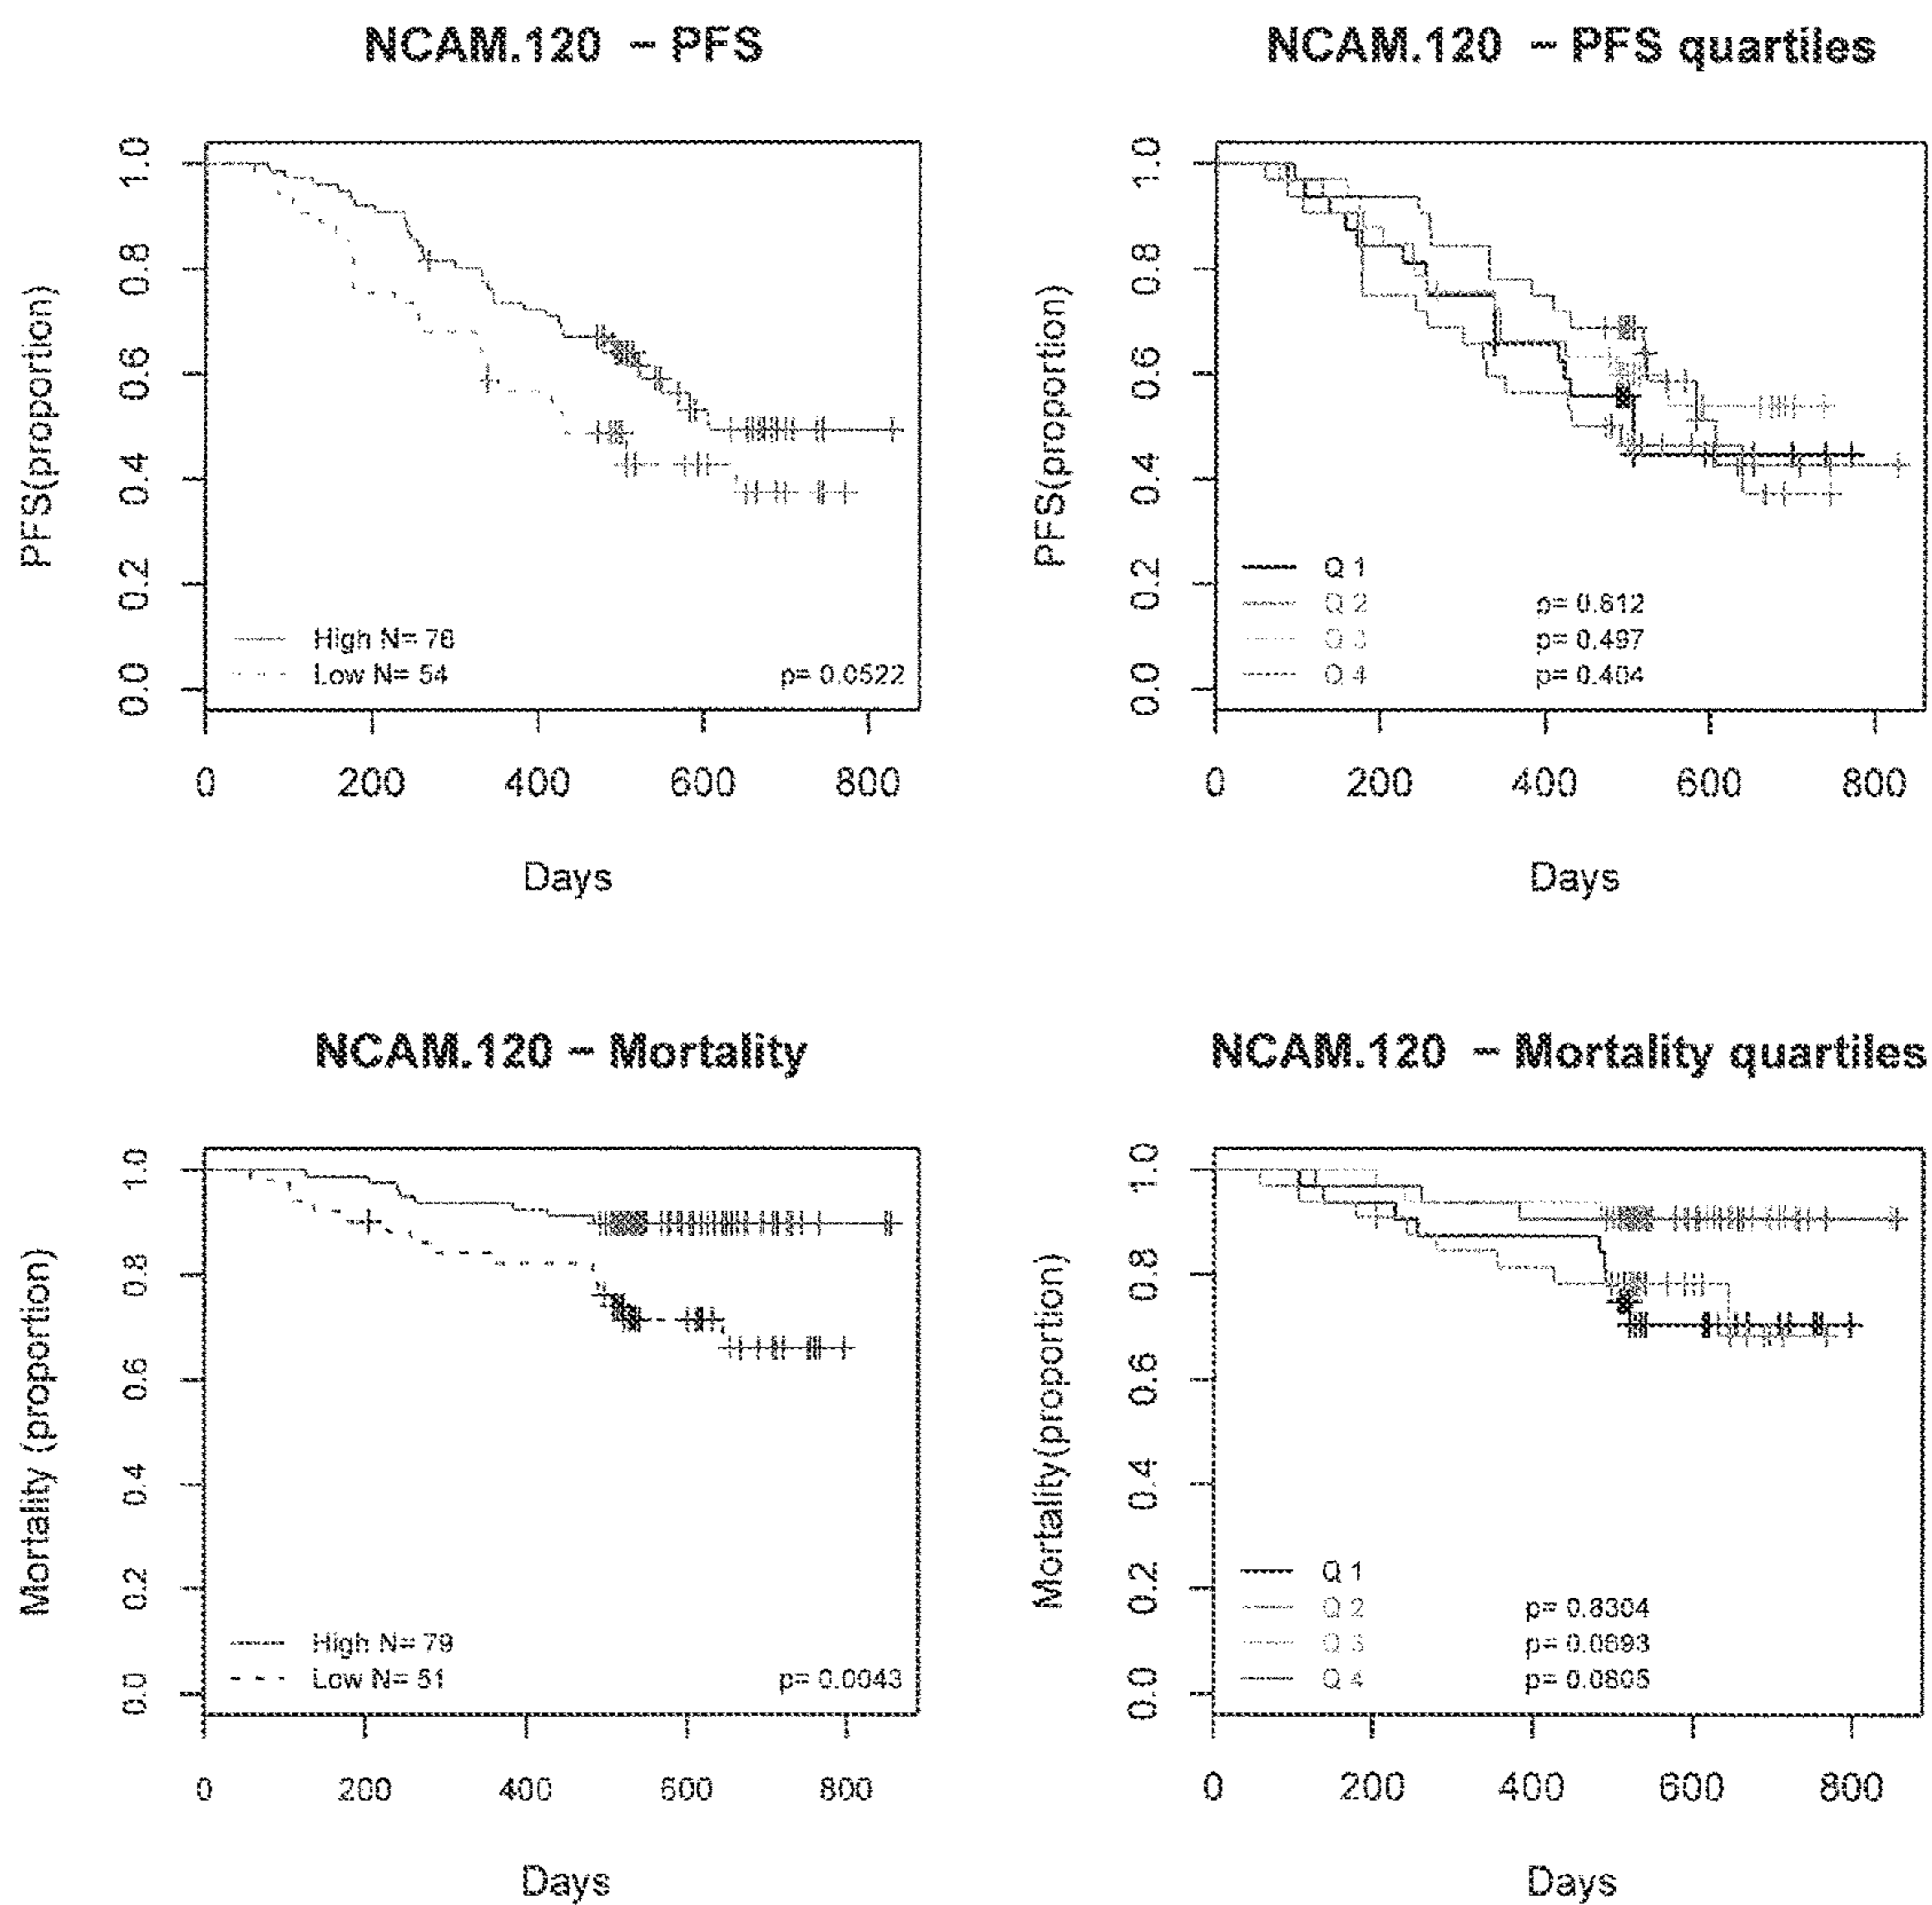 NCAM.120 – PFS
PFS(proportion)
1.0
0.8
0.6
0.4
0.2
0.0
High N= 76
Low N= 54
p= 0.0522
0 200 400 600 800
Days
NCAM.120 – PFS quartiles
PFS(proportion)
1.0
0.8
0.6
0.4
0.2
0.0
Q 1
Q 2 p= 0.612
Q 3 p= 0.497
Q 4 p= 0.404
0 200 400 600 800
Days
NCAM.120 – Mortality
Mortality (proportion)
1.0
0.8
0.6
0.4
0.2
0.0
High N= 79
Low N= 51
p= 0.0043
0 200 400 600 800
Days
NCAM.120 – Mortality quartiles
Mortality(proportion)
1.0
0.8
0.6
0.4
0.2
0.0
Q 1
Q 2 p=
Q 3 p=
Q 4 p=
0 200 400 600 800
Days